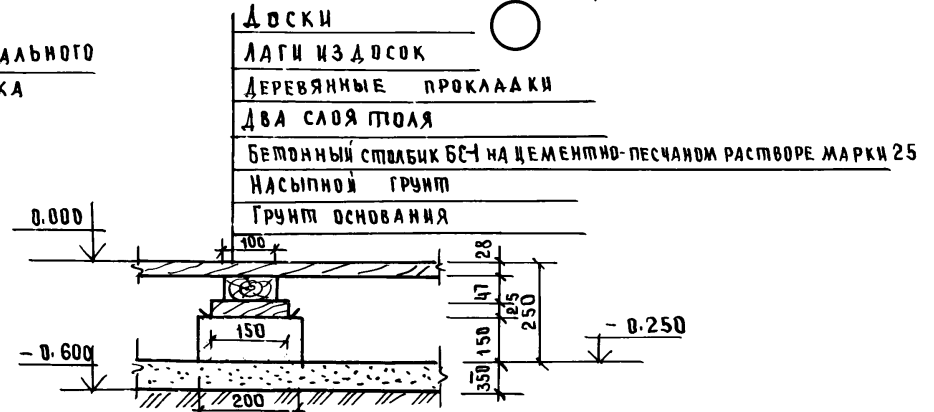 Доски
АЛЬНОГО
Лаги из досок
КА
Деревянные прокладки
Два слоя толя
Бетонный столбик БС-1 на цементно-песчаном растворе марки 25
Насыпной грунт
0.000
Грунт основания
100
28
47
25
250
150
150
- 0.250
- 0.600
350
200